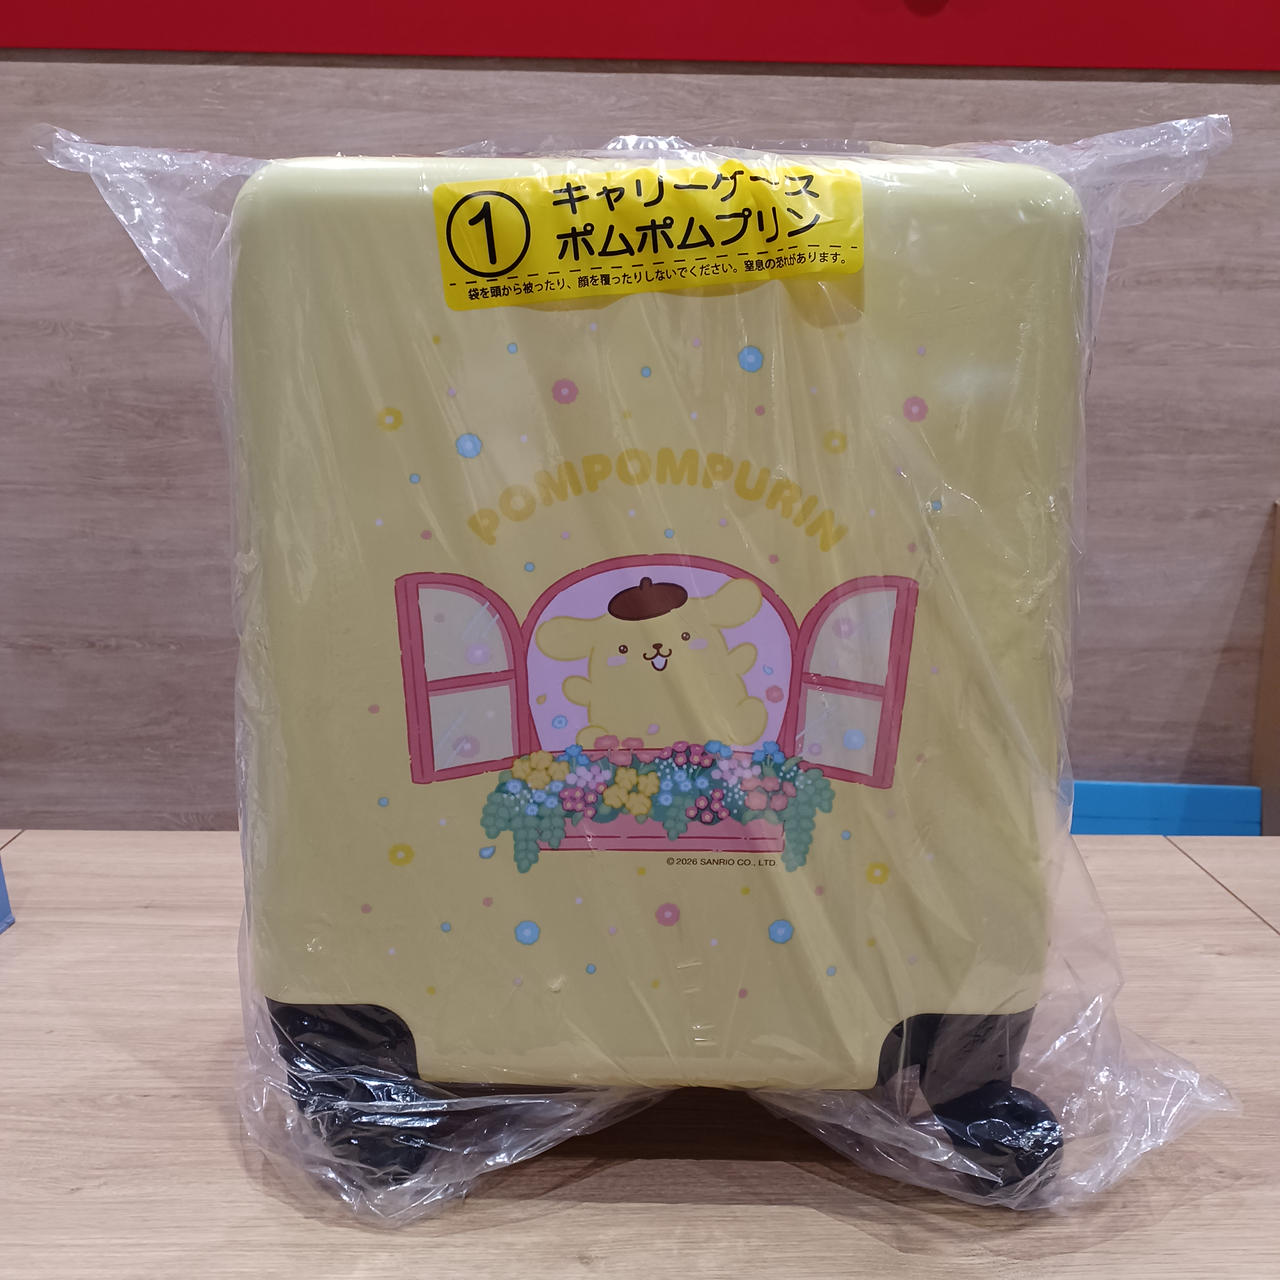 ① キャリーケース
ポムポムプリン
袋を頭から被ったり、顔を覆ったりしないでください。窒息の恐れがあります。
POMPOMPURIN
© 2026 SANRIO CO., LTD.